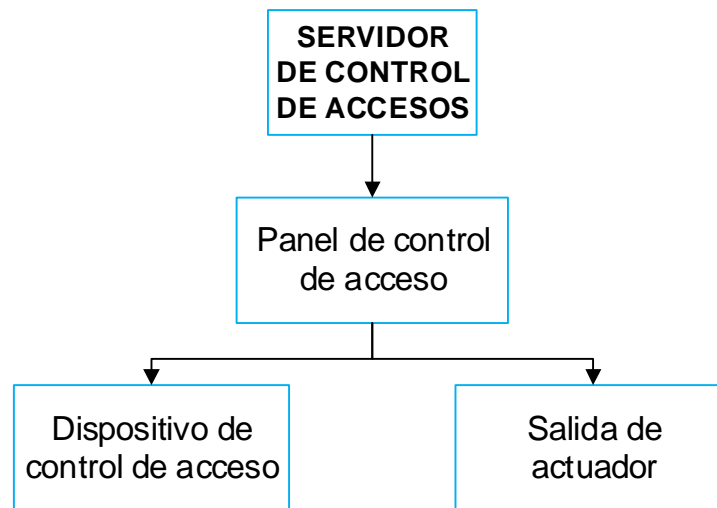 SERVIDOR
DE CONTROL
DE ACCESOS
Panel de control
de acceso
Dispositivo de
control de acceso
Salida de
actuador